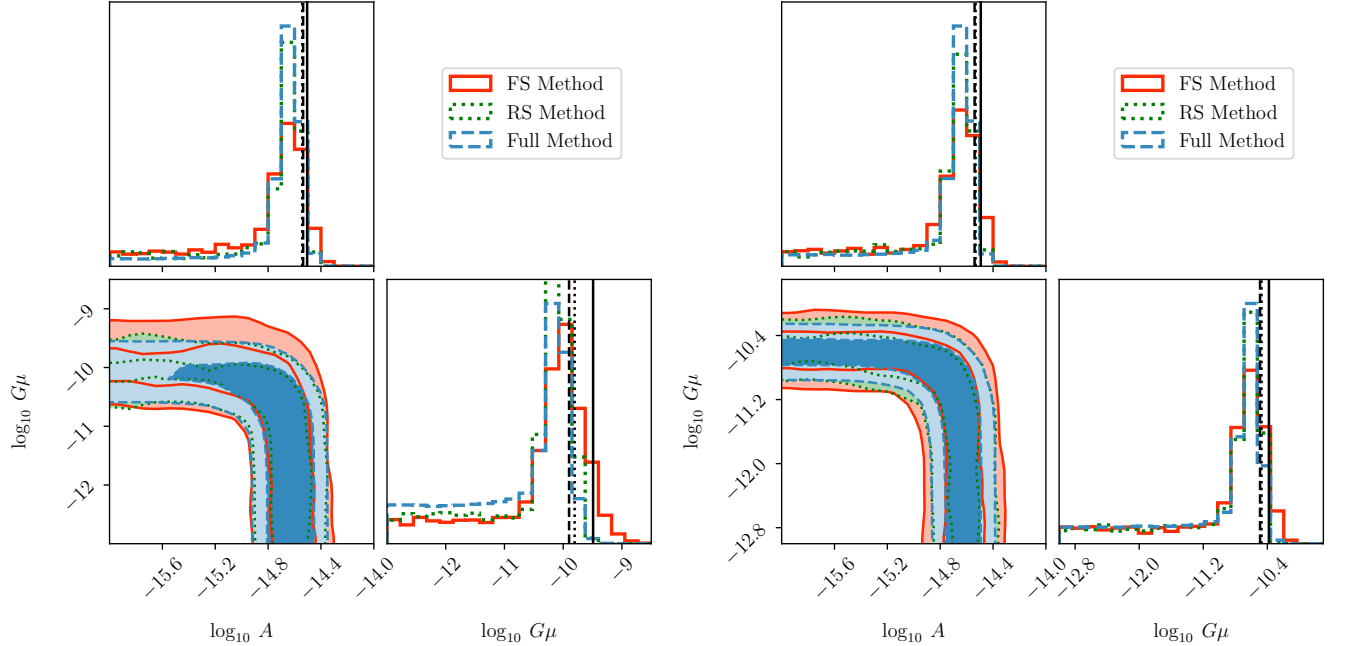 FS Method
RS Method
Full Method
FS Method
RS Method
Full Method
log₁₀ Gμ
−9
−10
−11
−12
−15.6
−15.2
−14.8
−14.4
−14.0
log₁₀ A
−12
−11
−10
−9
log₁₀ Gμ
log₁₀ Gμ
−10.4
−11.2
−12.0
−12.8
−15.6
−15.2
−14.8
−14.4
−14.0
log₁₀ A
−12.8
−12.0
−11.2
−10.4
log₁₀ Gμ